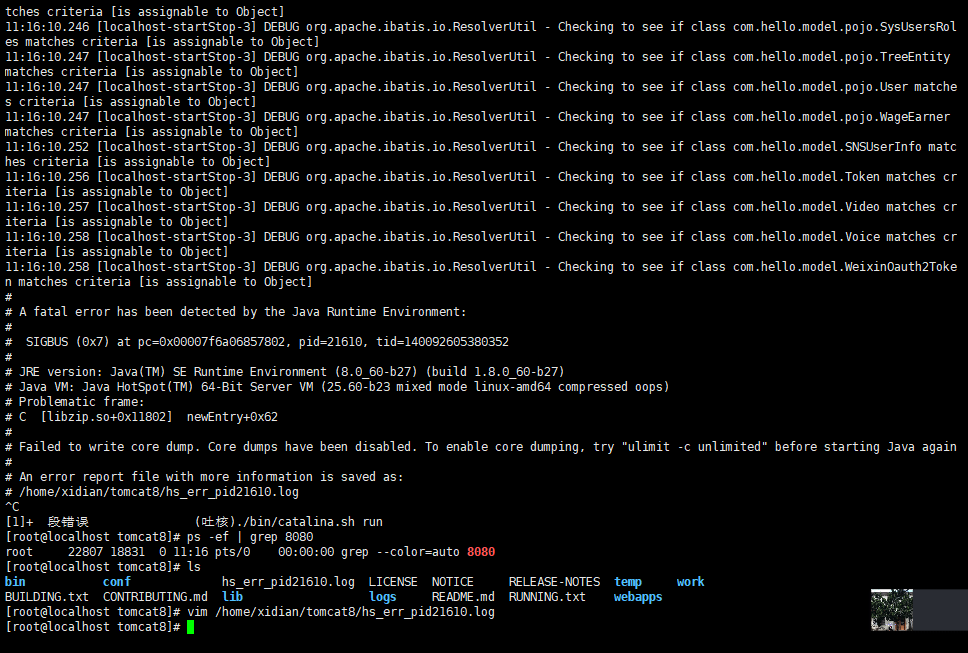 tches criteria [is assignable to Object]
11:16:10.246 [localhost-startStop-3] DEBUG org.apache.ibatis.io.ResolverUtil - Checking to see if class com.hello.model.pojo.SysUsersRol
es matches criteria [is assignable to Object]
11:16:10.247 [localhost-startStop-3] DEBUG org.apache.ibatis.io.ResolverUtil - Checking to see if class com.hello.model.pojo.TreeEntity
matches criteria [is assignable to Object]
11:16:10.247 [localhost-startStop-3] DEBUG org.apache.ibatis.io.ResolverUtil - Checking to see if class com.hello.model.pojo.User matche
s criteria [is assignable to Object]
11:16:10.247 [localhost-startStop-3] DEBUG org.apache.ibatis.io.ResolverUtil - Checking to see if class com.hello.model.pojo.WageEarner
matches criteria [is assignable to Object]
11:16:10.252 [localhost-startStop-3] DEBUG org.apache.ibatis.io.ResolverUtil - Checking to see if class com.hello.model.SNSUserInfo matc
hes criteria [is assignable to Object]
11:16:10.256 [localhost-startStop-3] DEBUG org.apache.ibatis.io.ResolverUtil - Checking to see if class com.hello.model.Token matches cr
iteria [is assignable to Object]
11:16:10.257 [localhost-startStop-3] DEBUG org.apache.ibatis.io.ResolverUtil - Checking to see if class com.hello.model.Video matches cr
iteria [is assignable to Object]
11:16:10.258 [localhost-startStop-3] DEBUG org.apache.ibatis.io.ResolverUtil - Checking to see if class com.hello.model.Voice matches cr
iteria [is assignable to Object]
11:16:10.258 [localhost-startStop-3] DEBUG org.apache.ibatis.io.ResolverUtil - Checking to see if class com.hello.model.WeixinOauth2Toke
n matches criteria [is assignable to Object]
#
# A fatal error has been detected by the Java Runtime Environment:
#
#  SIGBUS (0x7) at pc=0x00007f6a06857802, pid=21610, tid=140092605380352
#
# JRE version: Java(TM) SE Runtime Environment (8.0_60-b27) (build 1.8.0_60-b27)
# Java VM: Java HotSpot(TM) 64-Bit Server VM (25.60-b23 mixed mode linux-amd64 compressed oops)
# Problematic frame:
# C  [libzip.so+0x11802]  newEntry+0x62
#
# Failed to write core dump. Core dumps have been disabled. To enable core dumping, try "ulimit -c unlimited" before starting Java again
#
# An error report file with more information is saved as:
# /home/xidian/tomcat8/hs_err_pid21610.log
^C
[1]+  段错误               (吐核)./bin/catalina.sh run
[root@localhost tomcat8]# ps -ef | grep 8080
root     22807 18831  0 11:16 pts/0    00:00:00 grep --color=auto 8080
[root@localhost tomcat8]# ls
bin           conf             hs_err_pid21610.log  LICENSE  NOTICE     RELEASE-NOTES  temp     work
BUILDING.txt  CONTRIBUTING.md  lib                  logs     README.md  RUNNING.txt    webapps
[root@localhost tomcat8]# vim /home/xidian/tomcat8/hs_err_pid21610.log
[root@localhost tomcat8]#